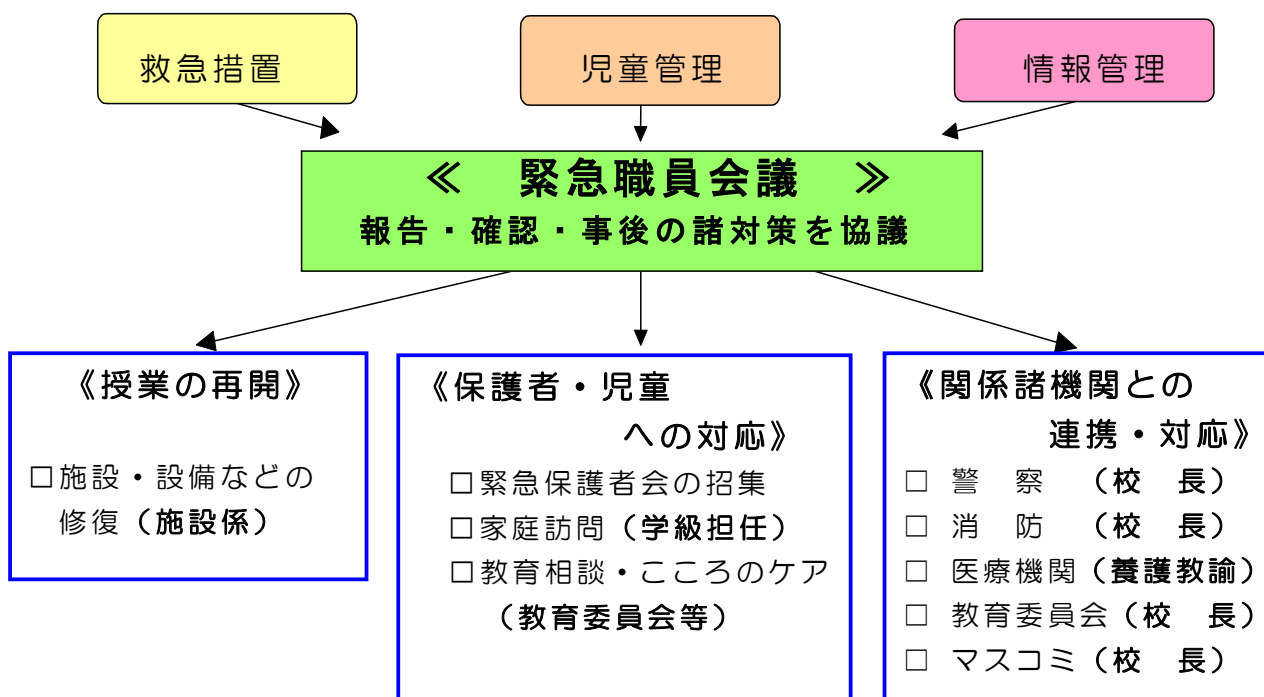 救急措置
児童管理
情報管理
≪　緊急職員会議　≫
報告・確認・事後の諸対策を協議
《授業の再開》
□施設・設備などの
修復（施設係）
《保護者・児童
への対応》
□緊急保護者会の招集
□家庭訪問（学級担任）
□教育相談・こころのケア
（教育委員会等）
《関係諸機関との
連携・対応》
□　警　察　（校　長）
□　消　防　（校　長）
□　医療機関（養護教諭）
□　教育委員会（校　長）
□　マスコミ（校　長）